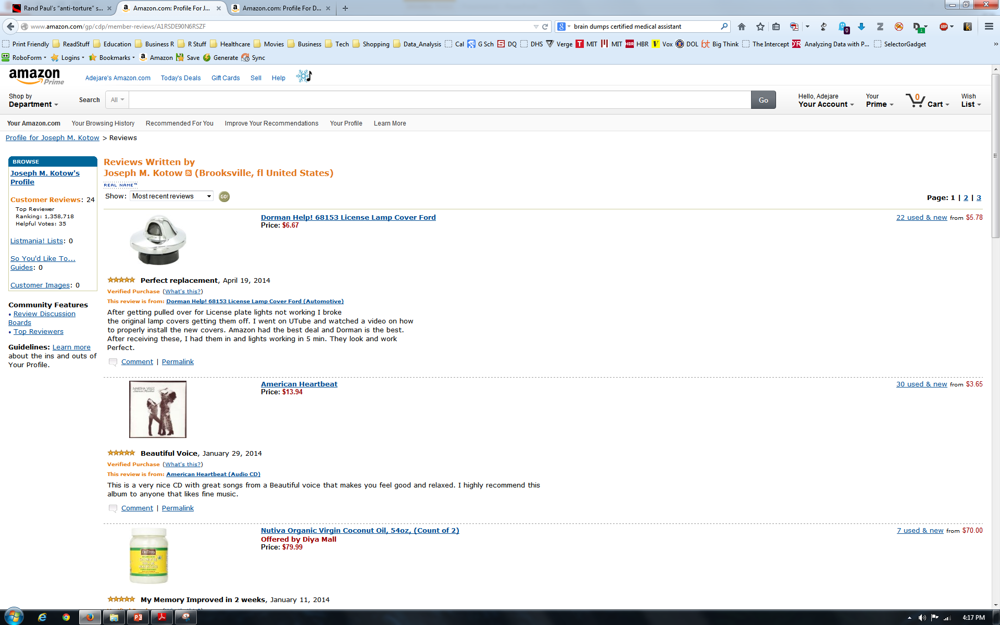 Rand Paul's "anti-torture" s...
Amazon.com: Profile For J...
Amazon.com: Profile For D...
www.amazon.com/gp/cdp/member-reviews/A1RSDE90N6RSZF
brain dumps certified medical assistant
0
1
ABP
Print Friendly
ReadStuff
Education
Business R
R Stuff
Healthcare
Movies
Business
Tech
Shopping
Data_Analysis
Cal
G Sch
DQ
DHS
Verge
MIT
MIT
HBR
Vox
DOL
Big Think
The Intercept
Analyzing Data with P...
SelectorGadget
RoboForm
Logins
Bookmarks
Amazon
Save
Generate
Sync
amazon
Prime
Adejare's Amazon.com
Today's Deals
Gift Cards
Sell
Help
Shop by
Department
Search
All
Go
Hello, Adejare
Your Account
Your
Prime
0
Cart
Wish
List
Your Amazon.com
Your Browsing History
Recommended For You
Improve Your Recommendations
Your Profile
Learn More
Profile for Joseph M. Kotow > Reviews
BROWSE
Joseph M. Kotow's
Profile
Customer Reviews: 24
Top Reviewer
Ranking: 1,358,718
Helpful Votes: 35
Listmania! Lists: 0
So You'd Like To...
Guides: 0
Customer Images: 0
Community Features
• Review Discussion
Boards
• Top Reviewers
Guidelines: Learn more
about the ins and outs of
Your Profile.
Reviews Written by
Joseph M. Kotow (Brooksville, fl United States)
REAL NAME™
Show: Most recent reviews GO!
Page: 1 | 2 | 3
Dorman Help! 68153 License Lamp Cover Ford
Price: $6.67
22 used & new from $5.78
Perfect replacement, April 19, 2014
Verified Purchase (What's this?)
This review is from: Dorman Help! 68153 License Lamp Cover Ford (Automotive)
After getting pulled over for License plate lights not working I broke
the original lamp covers getting them off. I went on UTube and watched a video on how
to properly install the new covers. Amazon had the best deal and Dorman is the best.
After receiving these, I had them in and lights working in 5 min. They look and work
Perfect.
Comment | Permalink
American Heartbeat
Price: $13.94
30 used & new from $3.65
MARTHA VELEZ
American Heartbeat
Beautiful Voice, January 29, 2014
Verified Purchase (What's this?)
This review is from: American Heartbeat (Audio CD)
This is a very nice CD with great songs from a Beautiful voice that makes you feel good and relaxed. I highly recommend this
album to anyone that likes fine music.
Comment | Permalink
Nutiva Organic Virgin Coconut Oil, 54oz, (Count of 2)
Offered by Diya Mall
Price: $79.99
7 used & new from $70.00
nutiva
My Memory Improved in 2 weeks, January 11, 2014
4:17 PM